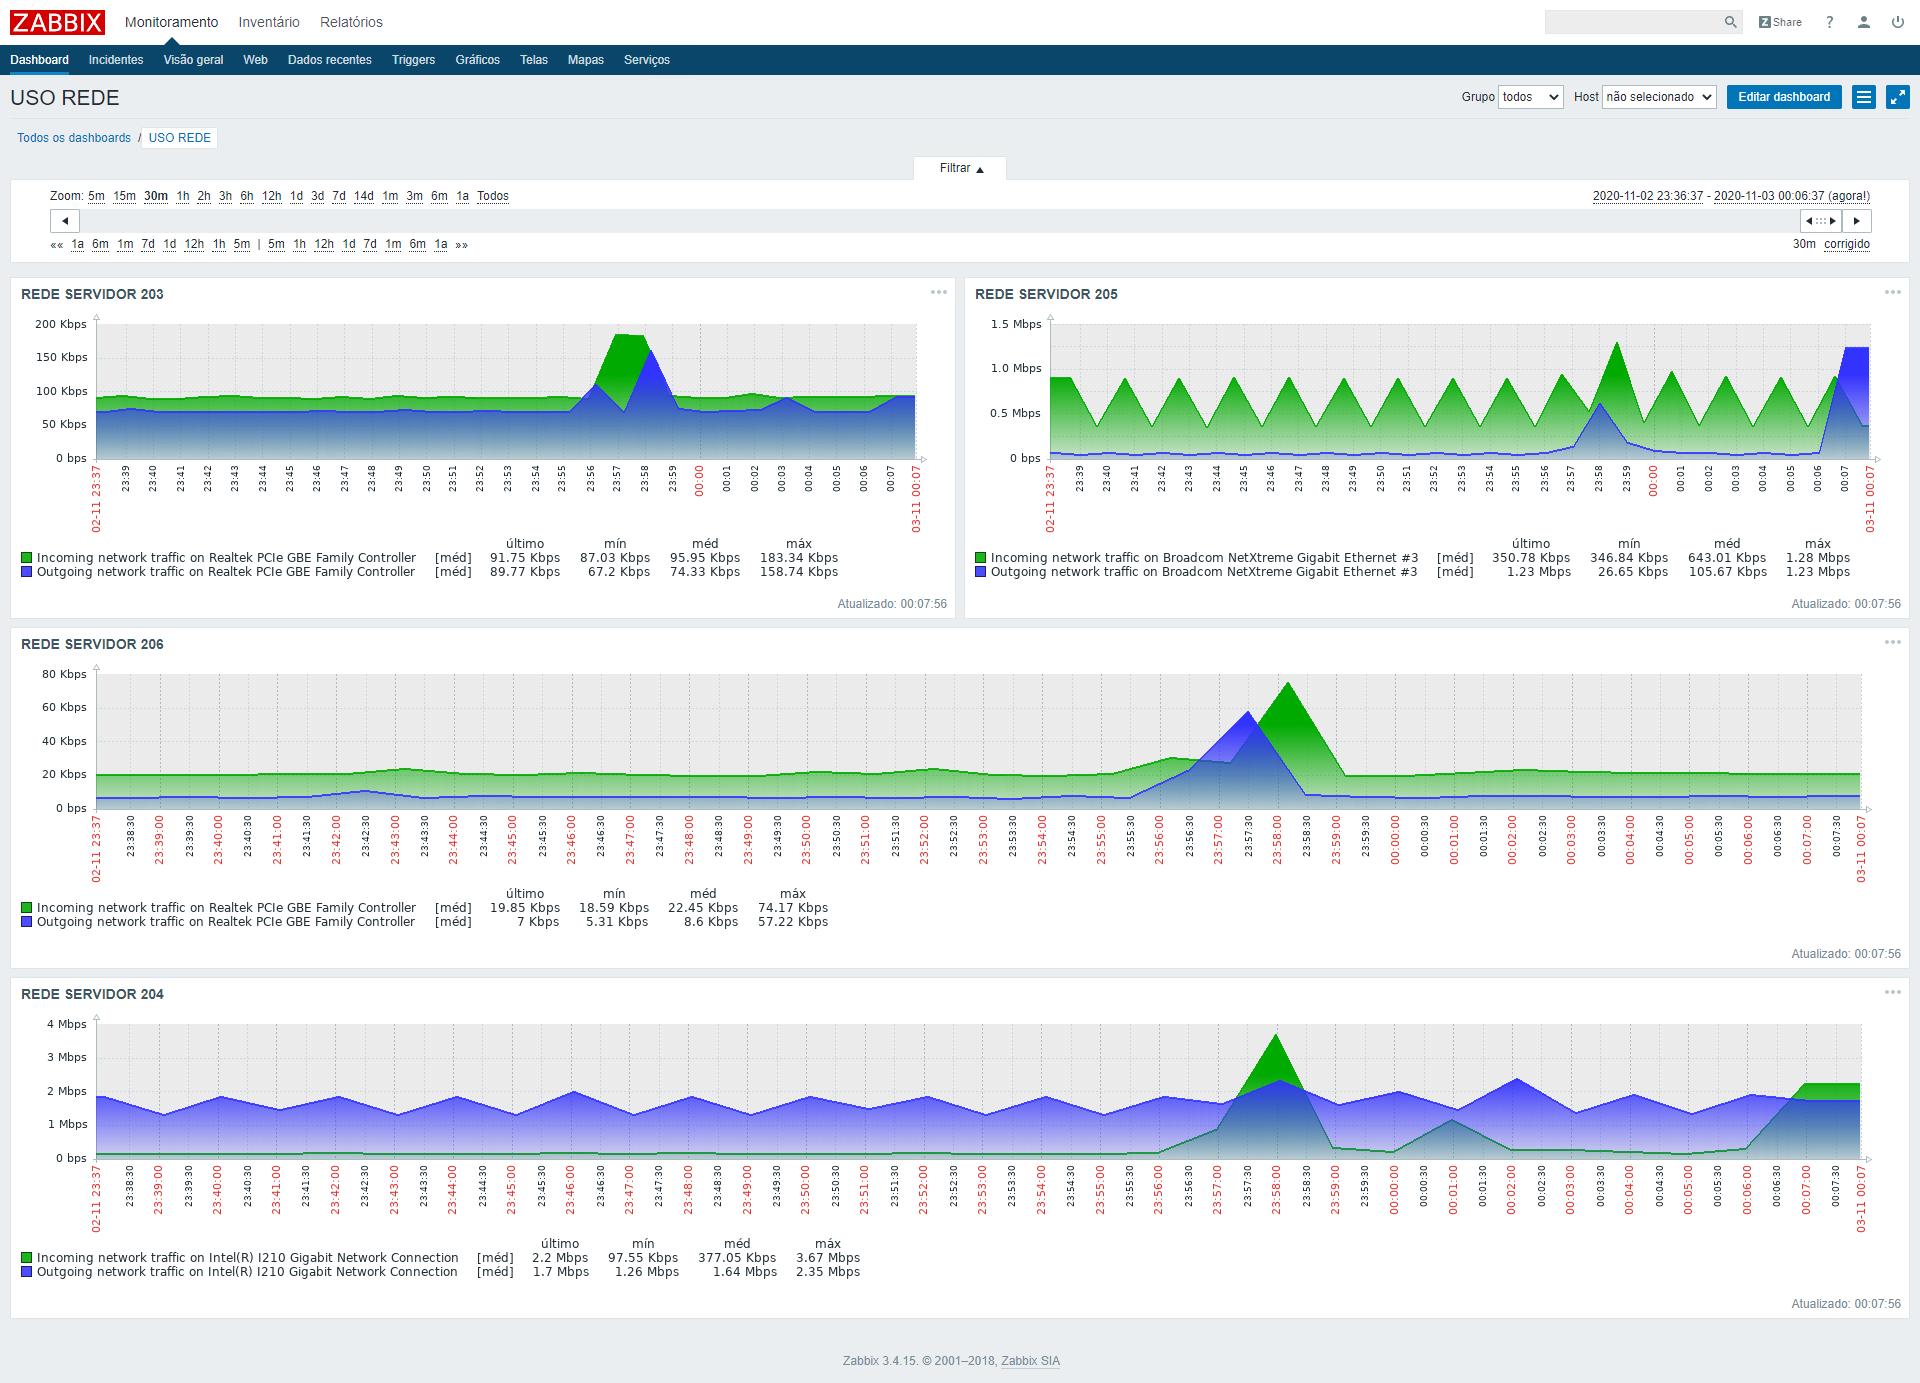 ZABBIX Monitoramento Inventário Relatórios Z Share ?
Dashboard Incidentes Visão geral Web Dados recentes Triggers Gráficos Telas Mapas Serviços
USO REDE Grupo todos Host não selecionado Editar dashboard
Todos os dashboards / USO REDE
Filtrar
Zoom: 5m 15m 30m 1h 2h 3h 6h 12h 1d 3d 7d 14d 1m 3m 6m 1a Todos 2020-11-02 23:36:37 - 2020-11-03 00:06:37 (agora!)
«« 1a 6m 1m 7d 1d 12h 1h 5m | 5m 1h 12h 1d 7d 1m 6m 1a »» 30m corrigido
REDE SERVIDOR 203
200 Kbps
150 Kbps
100 Kbps
50 Kbps
0 bps
02-11 23:37 23:39 23:40 23:41 23:42 23:43 23:44 23:45 23:46 23:47 23:48 23:49 23:50 23:51 23:52 23:53 23:54 23:55 23:56 23:57 23:58 23:59 00:00 00:01 00:02 00:03 00:04 00:05 00:06 00:07 03-11 00:07
último mín méd máx
Incoming network traffic on Realtek PCIe GBE Family Controller [méd] 91.75 Kbps 87.03 Kbps 95.95 Kbps 183.34 Kbps
Outgoing network traffic on Realtek PCIe GBE Family Controller [méd] 89.77 Kbps 67.2 Kbps 74.33 Kbps 158.74 Kbps
Atualizado: 00:07:56
REDE SERVIDOR 205
1.5 Mbps
1.0 Mbps
0.5 Mbps
0 bps
02-11 23:37 23:39 23:40 23:41 23:42 23:43 23:44 23:45 23:46 23:47 23:48 23:49 23:50 23:51 23:52 23:53 23:54 23:55 23:56 23:57 23:58 23:59 00:00 00:01 00:02 00:03 00:04 00:05 00:06 00:07 03-11 00:07
último mín méd máx
Incoming network traffic on Broadcom NetXtreme Gigabit Ethernet #3 [méd] 350.78 Kbps 346.84 Kbps 643.01 Kbps 1.28 Mbps
Outgoing network traffic on Broadcom NetXtreme Gigabit Ethernet #3 [méd] 1.23 Mbps 26.65 Kbps 105.67 Kbps 1.23 Mbps
Atualizado: 00:07:56
REDE SERVIDOR 206
80 Kbps
60 Kbps
40 Kbps
20 Kbps
0 bps
02-11 23:37 23:38:30 23:39:00 23:39:30 23:40:00 23:40:30 23:41:00 23:41:30 23:42:00 23:42:30 23:43:00 23:43:30 23:44:00 23:44:30 23:45:00 23:45:30 23:46:00 23:46:30 23:47:00 23:47:30 23:48:00 23:48:30 23:49:00 23:49:30 23:50:00 23:50:30 23:51:00 23:51:30 23:52:00 23:52:30 23:53:00 23:53:30 23:54:00 23:54:30 23:55:00 23:55:30 23:56:00 23:56:30 23:57:00 23:57:30 23:58:00 23:58:30 23:59:00 23:59:30 00:00:00 00:00:30 00:01:00 00:01:30 00:02:00 00:02:30 00:03:00 00:03:30 00:04:00 00:04:30 00:05:00 00:05:30 00:06:00 00:06:30 00:07:00 00:07:30 03-11 00:07
último mín méd máx
Incoming network traffic on Realtek PCIe GBE Family Controller [méd] 19.85 Kbps 18.59 Kbps 22.45 Kbps 74.17 Kbps
Outgoing network traffic on Realtek PCIe GBE Family Controller [méd] 7 Kbps 5.31 Kbps 8.6 Kbps 57.22 Kbps
Atualizado: 00:07:56
REDE SERVIDOR 204
4 Mbps
3 Mbps
2 Mbps
1 Mbps
0 bps
02-11 23:37 23:38:30 23:39:00 23:39:30 23:40:00 23:40:30 23:41:00 23:41:30 23:42:00 23:42:30 23:43:00 23:43:30 23:44:00 23:44:30 23:45:00 23:45:30 23:46:00 23:46:30 23:47:00 23:47:30 23:48:00 23:48:30 23:49:00 23:49:30 23:50:00 23:50:30 23:51:00 23:51:30 23:52:00 23:52:30 23:53:00 23:53:30 23:54:00 23:54:30 23:55:00 23:55:30 23:56:00 23:56:30 23:57:00 23:57:30 23:58:00 23:58:30 23:59:00 23:59:30 00:00:00 00:00:30 00:01:00 00:01:30 00:02:00 00:02:30 00:03:00 00:03:30 00:04:00 00:04:30 00:05:00 00:05:30 00:06:00 00:06:30 00:07:00 00:07:30 03-11 00:07
último mín méd máx
Incoming network traffic on Intel(R) I210 Gigabit Network Connection [méd] 2.2 Mbps 97.55 Kbps 377.05 Kbps 3.67 Mbps
Outgoing network traffic on Intel(R) I210 Gigabit Network Connection [méd] 1.7 Mbps 1.26 Mbps 1.64 Mbps 2.35 Mbps
Atualizado: 00:07:56
Zabbix 3.4.15. © 2001–2018, Zabbix SIA